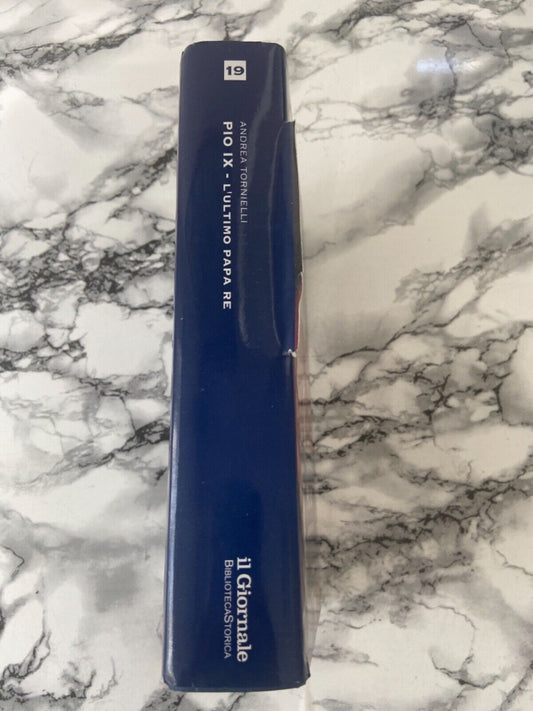 19
ANDREA TORNIELLI
PIO IX - L'ULTIMO PAPA RE
il Giornale
BIBLIOTECASTORICA